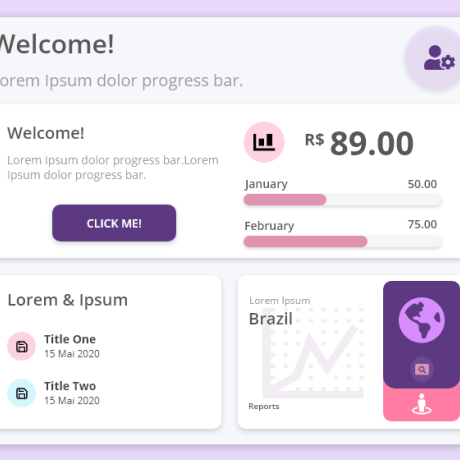 Welcome!
orem Ipsum dolor progress bar.
Welcome!
Lorem Ipsum dolor progress bar.Lorem
Ipsum dolor progress bar.
CLICK ME!
R$ 89.00
January 50.00
February 75.00
Lorem & Ipsum
Title One
15 Mai 2020
Title Two
15 Mai 2020
Lorem Ipsum
Brazil
Reports